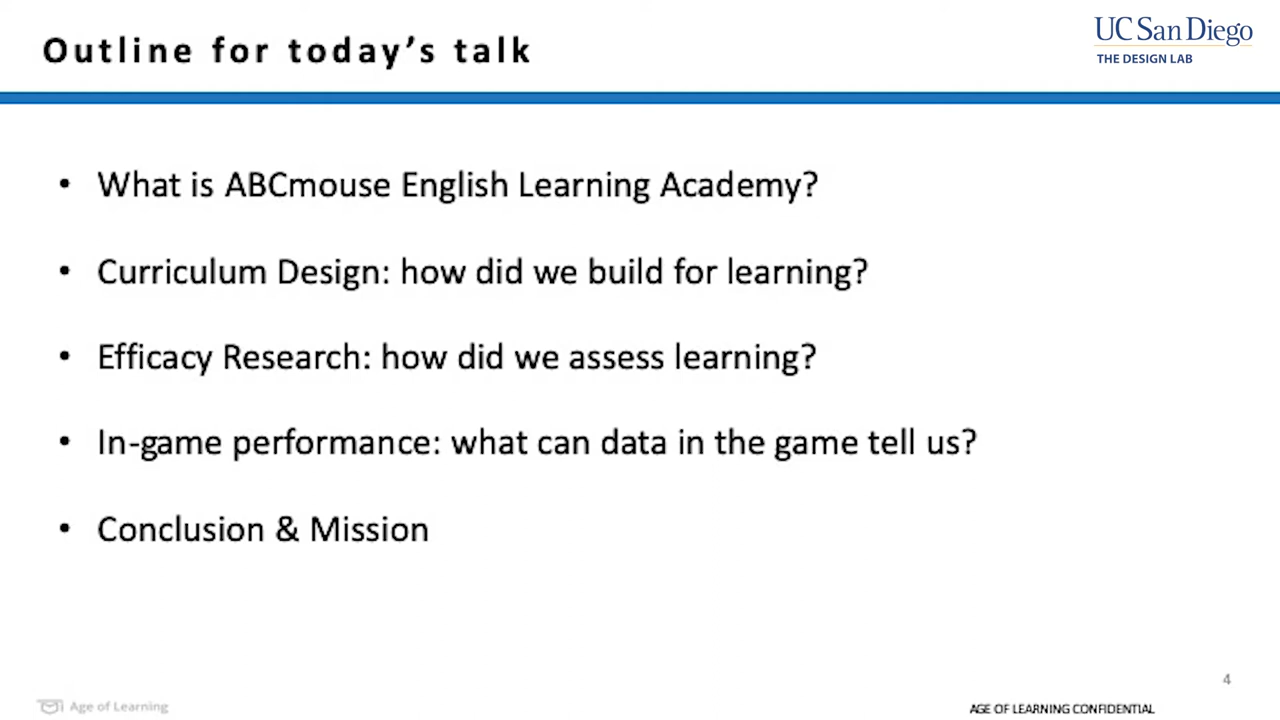 Outline for today’s talk
UC San Diego
THE DESIGN LAB
• What is ABCmouse English Learning Academy?
• Curriculum Design: how did we build for learning?
• Efficacy Research: how did we assess learning?
• In-game performance: what can data in the game tell us?
• Conclusion & Mission
4
Age of Learning
AGE OF LEARNING CONFIDENTIAL